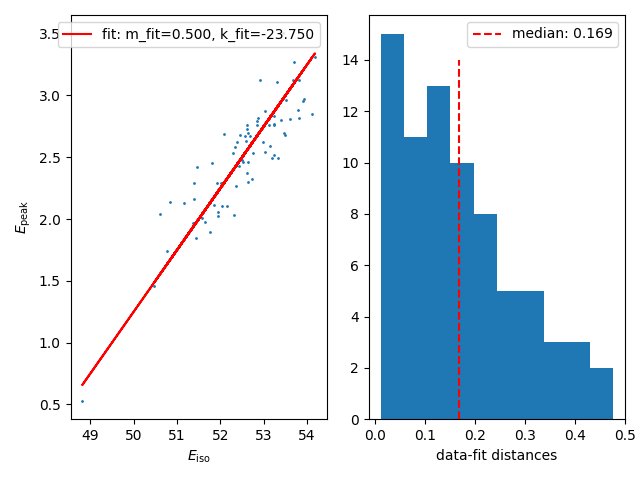 fit: m_fit=0.500, k_fit=-23.750
3.5
3.0
2.5
2.0
1.5
1.0
0.5
E_peak
49 50 51 52 53 54
E_iso
median: 0.169
14
12
10
8
6
4
2
0
0.0 0.1 0.2 0.3 0.4 0.5
data-fit distances